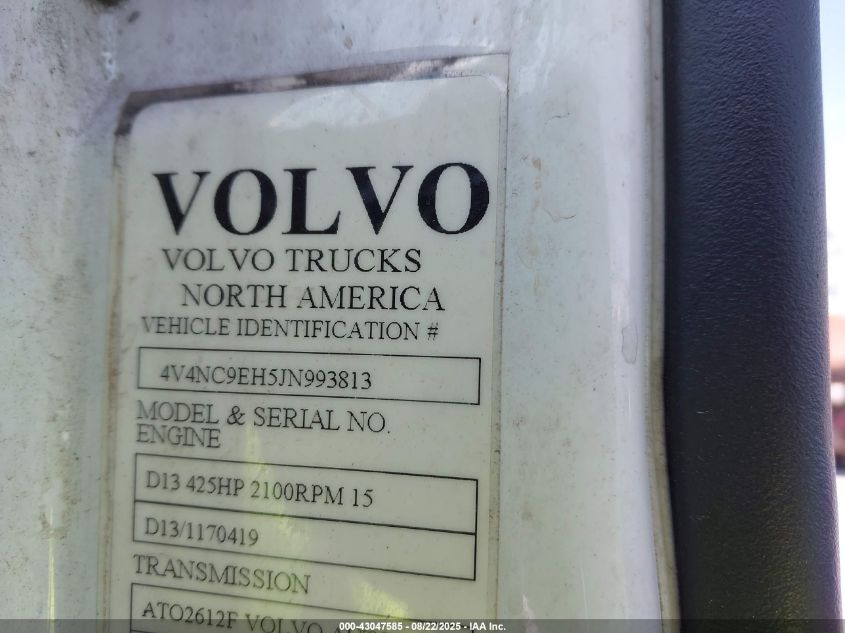 VOLVO
VOLVO TRUCKS
NORTH AMERICA
VEHICLE IDENTIFICATION #
4V4NC9EH5JN993813
MODEL & SERIAL NO.
ENGINE
D13 425HP 2100RPM 15
D13/1170419
TRANSMISSION
ATO2612F VOLVO
000-43047585 - 08/22/2025 - IAA Inc.